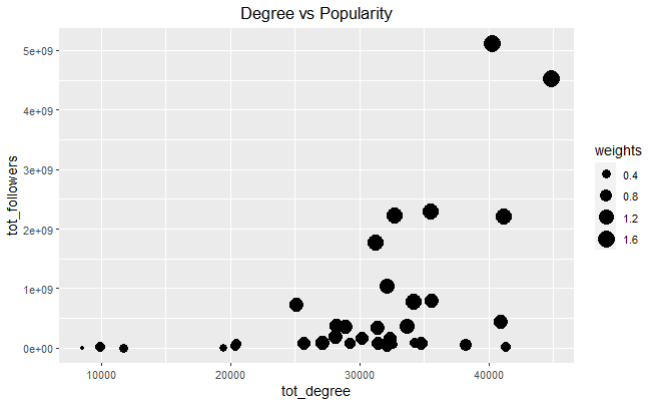 Degree vs Popularity
5e+09
4e+09
3e+09
2e+09
1e+09
0e+00
tot_followers
10000 20000 30000 40000
tot_degree
weights
0.4
0.8
1.2
1.6